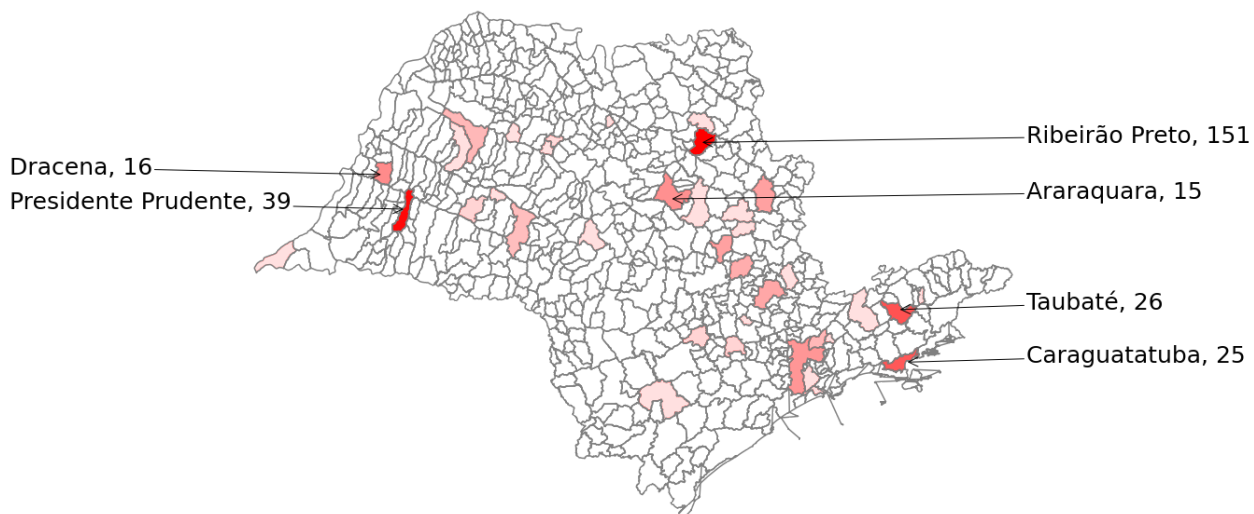 Dracena, 16
Presidente Prudente, 39
Ribeirão Preto, 151
Araraquara, 15
Taubaté, 26
Caraguatatuba, 25